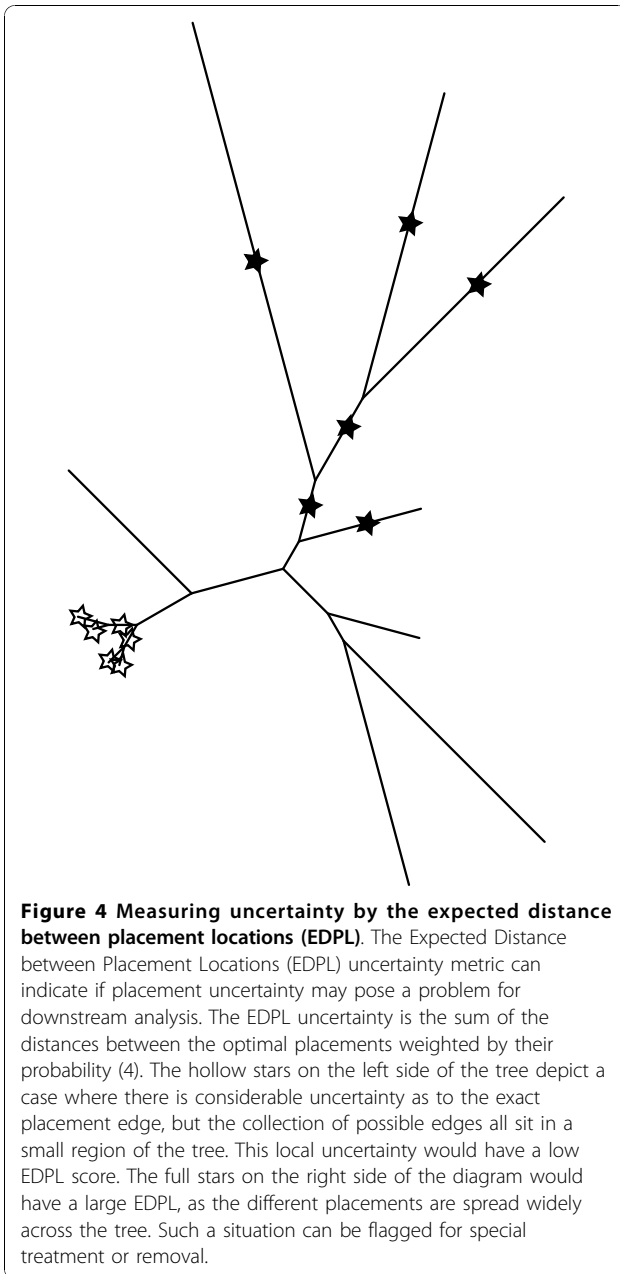 Figure 4 Measuring uncertainty by the expected distance
between placement locations (EDPL). The Expected Distance
between Placement Locations (EDPL) uncertainty metric can
indicate if placement uncertainty may pose a problem for
downstream analysis. The EDPL uncertainty is the sum of the
distances between the optimal placements weighted by their
probability (4). The hollow stars on the left side of the tree depict a
case where there is considerable uncertainty as to the exact
placement edge, but the collection of possible edges all sit in a
small region of the tree. This local uncertainty would have a low
EDPL score. The full stars on the right side of the diagram would
have a large EDPL, as the different placements are spread widely
across the tree. Such a situation can be flagged for special
treatment or removal.